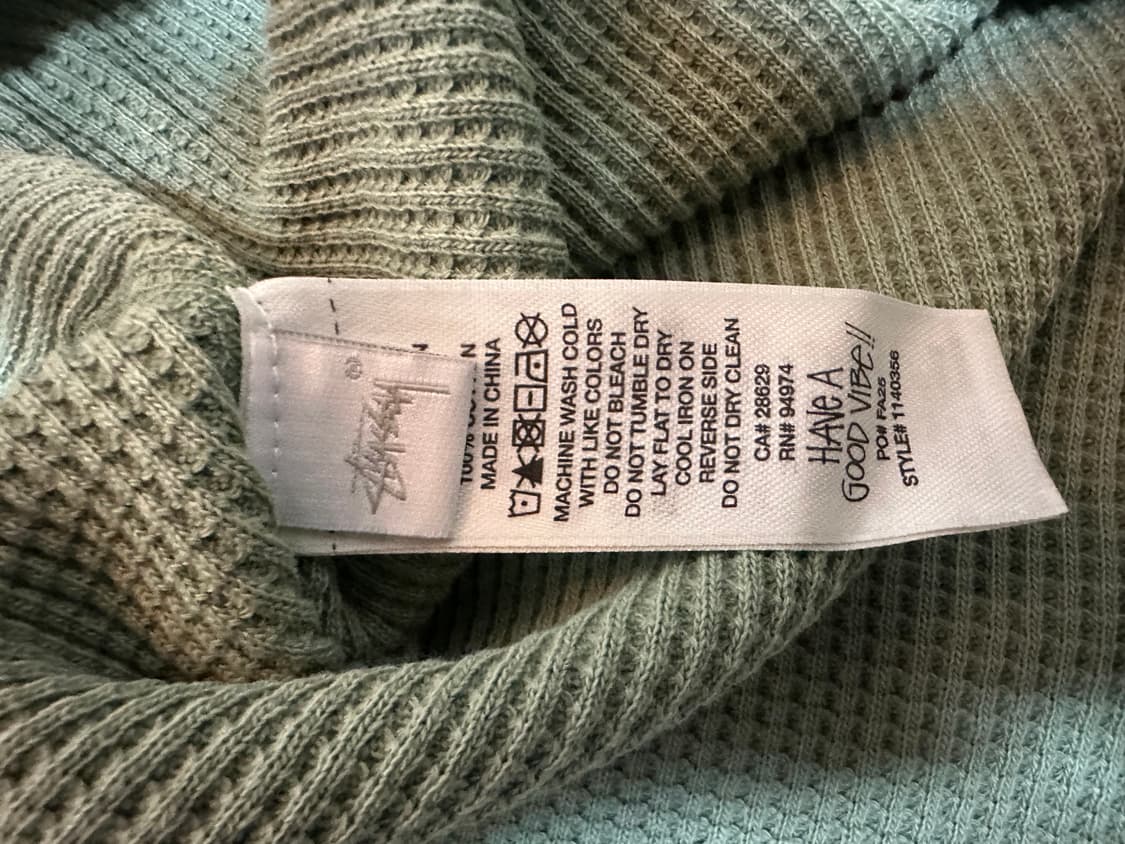 STÜSSY ®
100%
MADE IN CHINA
MACHINE WASH COLD
WITH LIKE COLORS
DO NOT BLEACH
DO NOT TUMBLE DRY
LAY FLAT TO DRY
COOL IRON ON
REVERSE SIDE
DO NOT DRY CLEAN
CA# 28629
RN# 94974
HAVE A
GOOD VIBE!!
PO# FA25
STYLE# 1140356